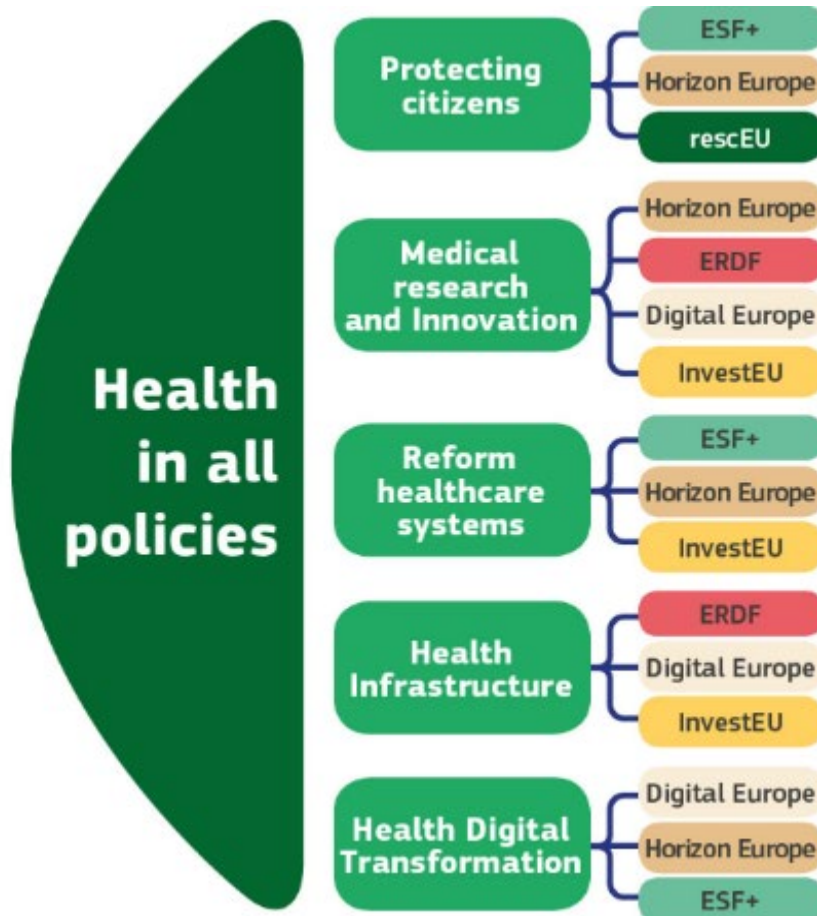 Health
in all
policies
Protecting
citizens
ESF+
Horizon Europe
rescEU
Medical
research
and Innovation
Horizon Europe
ERDF
Digital Europe
InvestEU
Reform
healthcare
systems
ESF+
Horizon Europe
InvestEU
Health
Infrastructure
ERDF
Digital Europe
InvestEU
Health Digital
Transformation
Digital Europe
Horizon Europe
ESF+